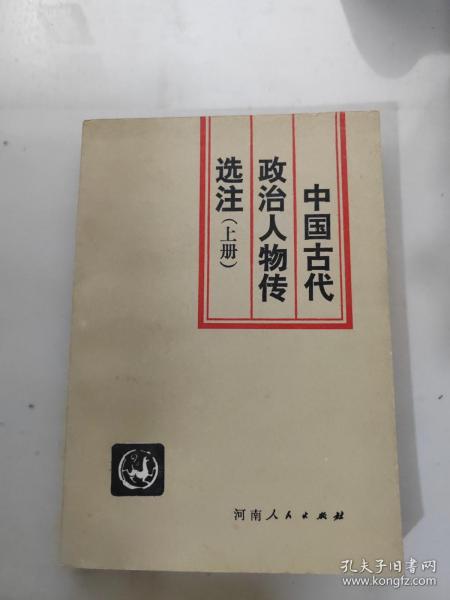 中国古代
政治人物传
选注(上册)
河南人民出版社
孔夫子旧书网
www.kongfz.com